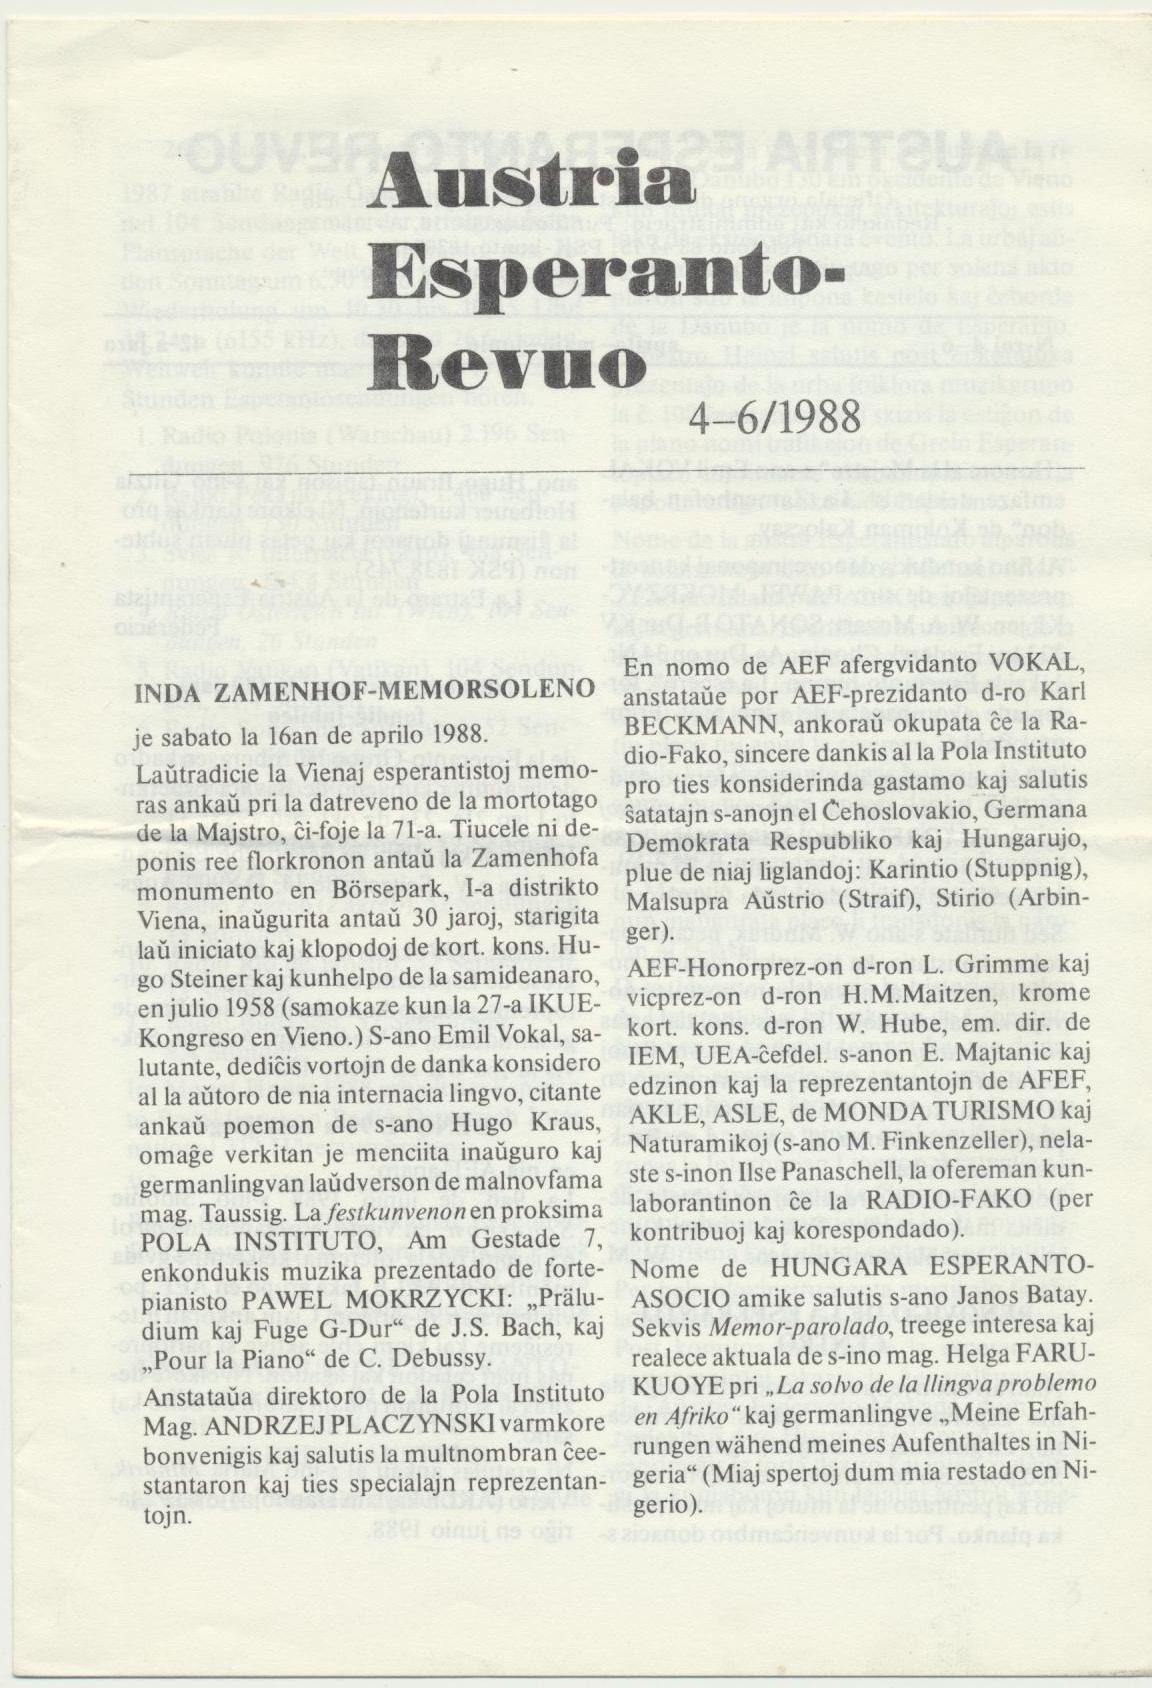 Austria
Esperanto-
Revuo
4–6/1988
INDA ZAMENHOF-MEMORSOLENO
je sabato la 16an de aprilo 1988.
Laŭtradicie la Vienaj esperantistoj memo-
ras ankaŭ pri la datreveno de la mortotago
de la Majstro, ĉi-foje la 71-a. Tiucele ni de-
ponis ree florkronon antaŭ la Zamenhofa
monumento en Börsepark, I-a distrikto
Viena, inaŭgurita antaŭ 30 jaroj, starigita
laŭ iniciato kaj klopodoj de kort. kons. Hu-
go Steiner kaj kunhelpo de la samideanaro,
en julio 1958 (samokaze kun la 27-a IKUE-
Kongreso en Vieno.) S-ano Emil Vokal, sa-
lutante, dediĉis vortojn de danka konsidero
al la aŭtoro de nia internacia lingvo, citante
ankaŭ poemon de s-ano Hugo Kraus,
omaĝe verkitan je menciita inaŭguro kaj
germanlingvan laŭdverson de malnovfama
mag. Taussig. La festkunvenon en proksima
POLA INSTITUTO, Am Gestade 7,
enkondukis muzika prezentado de forte-
pianisto PAWEL MOKRZYCKI: „Prälu-
dium kaj Fuge G-Dur“ de J.S. Bach, kaj
„Pour la Piano“ de C. Debussy.
Anstataŭa direktoro de la Pola Instituto
Mag. ANDRZEJ PLACZYNSKI varmkore
bonvenigis kaj salutis la multnombran ĉee-
stantaron kaj ties specialajn reprezentan-
tojn.
En nomo de AEF afergvidanto VOKAL,
anstataŭe por AEF-prezidanto d-ro Karl
BECKMANN, ankoraŭ okupata ĉe la Ra-
dio-Fako, sincere dankis al la Pola Instituto
pro ties konsiderinda gastamo kaj salutis
ŝatatajn s-anojn el Ĉehoslovakio, Germana
Demokrata Respubliko kaj Hungarujo,
plue de niaj liglandoj: Karintio (Stuppnig),
Malsupra Aŭstrio (Straif), Stirio (Arbin-
ger).
AEF-Honorprez-on d-ron L. Grimme kaj
vicprez-on d-ron H.M.Maitzen, krome
kort. kons. d-ron W. Hube, em. dir. de
IEM, UEA-ĉefdel. s-anon E. Majtanic kaj
edzinon kaj la reprezentantojn de AFEF,
AKLE, ASLE, de MONDA TURISMO kaj
Naturamikoj (s-ano M. Finkenzeller), nela-
ste s-inon Ilse Panaschell, la ofereman kun-
laborantinon ĉe la RADIO-FAKO (per
kontribuoj kaj korespondado).
Nome de HUNGARA ESPERANTO-
ASOCIO amike salutis s-ano Janos Batay.
Sekvis Memor-parolado, treege interesa kaj
realece aktuala de s-ino mag. Helga FARU-
KUOYE pri „La solvo de la llingva problemo
en Afriko“ kaj germanlingve „Meine Erfah-
rungen wähend meines Aufenthaltes in Ni-
geria“ (Miaj spertoj dum mia restado en Ni-
gerio).